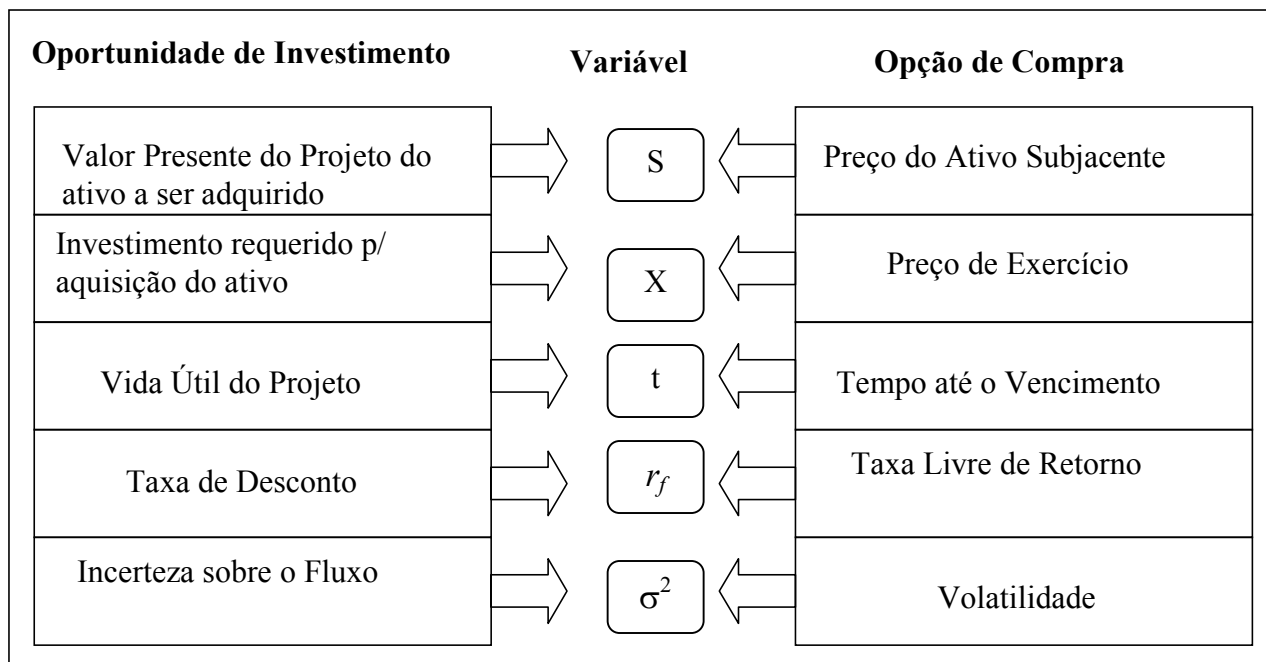 Oportunidade de Investimento
Variável
Opção de Compra
Valor Presente do Projeto do
ativo a ser adquirido
S
Preço do Ativo Subjacente
Investimento requerido p/
aquisição do ativo
X
Preço de Exercício
Vida Útil do Projeto
t
Tempo até o Vencimento
Taxa de Desconto
r_f
Taxa Livre de Retorno
Incerteza sobre o Fluxo
σ²
Volatilidade